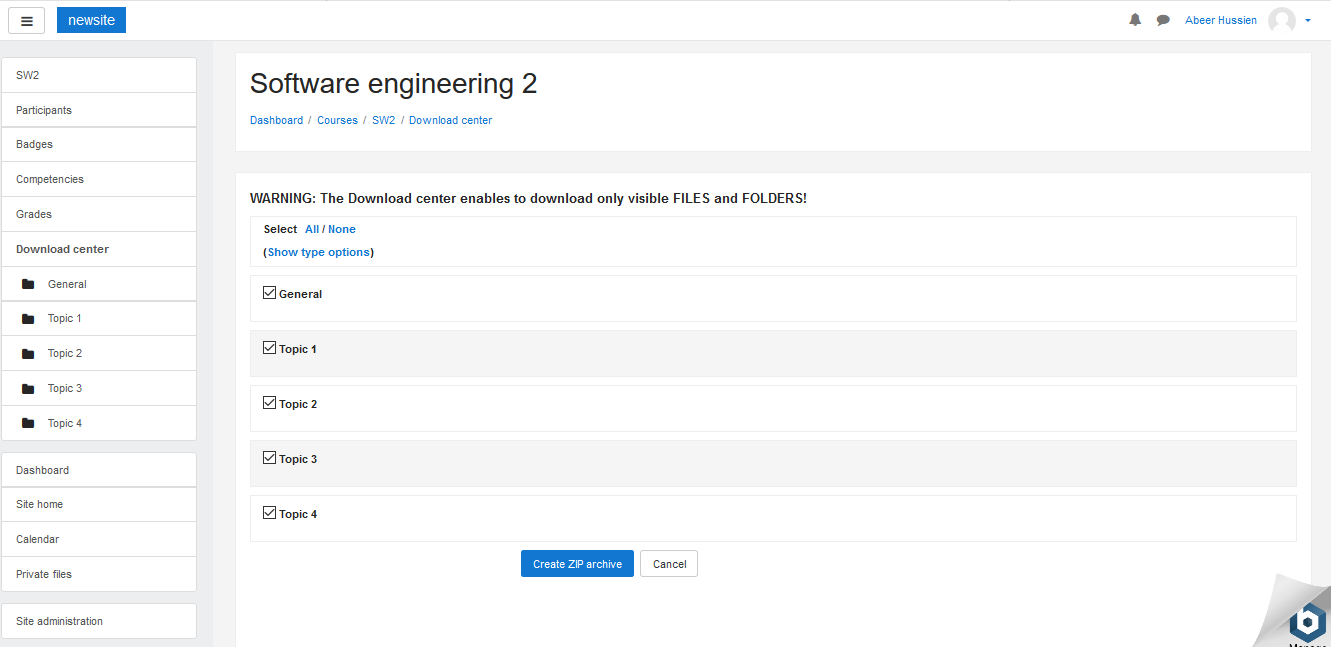 newsite
Abeer Hussien
SW2
Participants
Badges
Competencies
Grades
Download center
General
Topic 1
Topic 2
Topic 3
Topic 4
Dashboard
Site home
Calendar
Private files
Site administration
Software engineering 2
Dashboard / Courses / SW2 / Download center
WARNING: The Download center enables to download only visible FILES and FOLDERS!
Select All / None
(Show type options)
General
Topic 1
Topic 2
Topic 3
Topic 4
Create ZIP archive Cancel